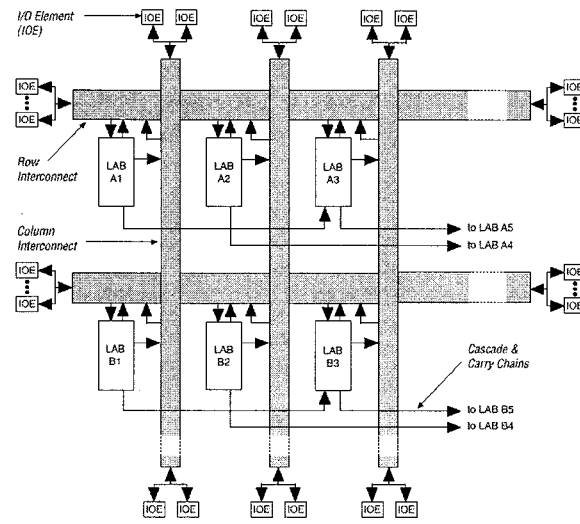 I/O Element
(IOE)
IOE IOE IOE IOE IOE IOE
IOE IOE
IOE IOE
Row
Interconnect
LAB
A1
LAB
A2
LAB
A3
to LAB A5
to LAB A4
Column
Interconnect
IOE IOE
IOE IOE
LAB
B1
LAB
B2
LAB
B3
Cascade &
Carry Chains
to LAB B5
to LAB B4
IOE IOE IOE IOE IOE IOE